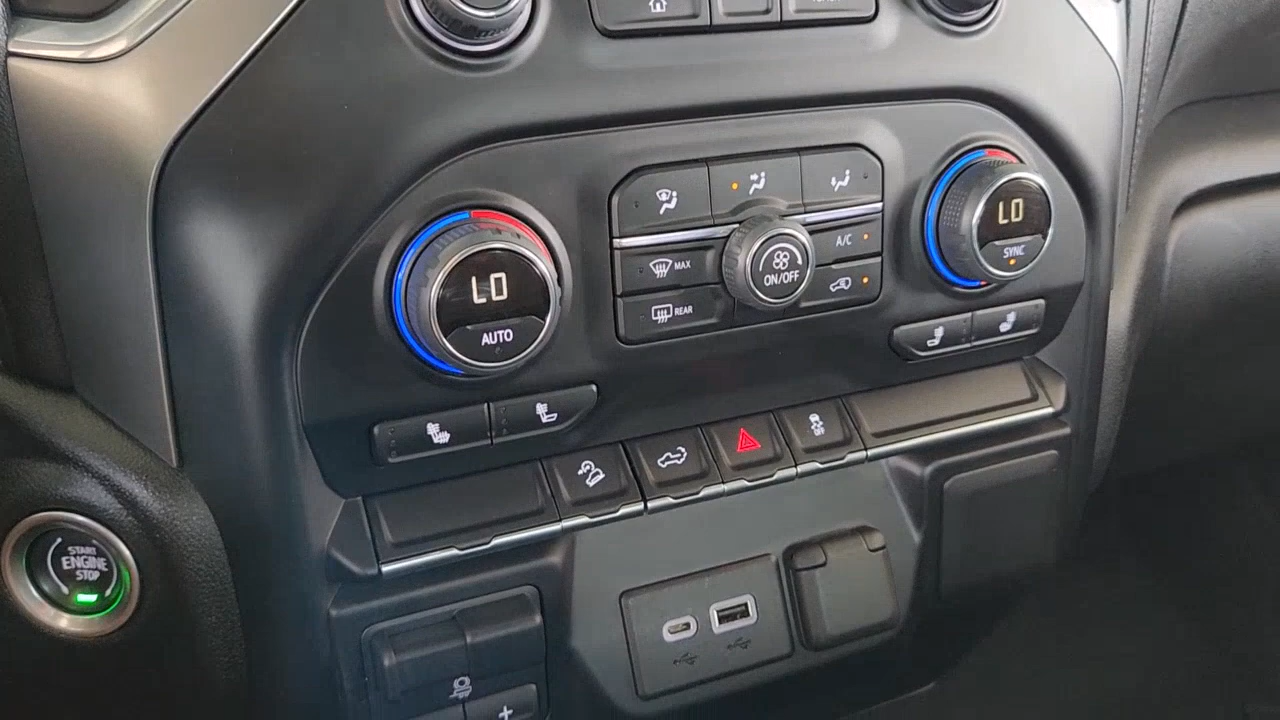 LO
AUTO
MAX
REAR
ON/OFF
A/C
LO
SYNC
OFF
START
ENGINE
STOP
+